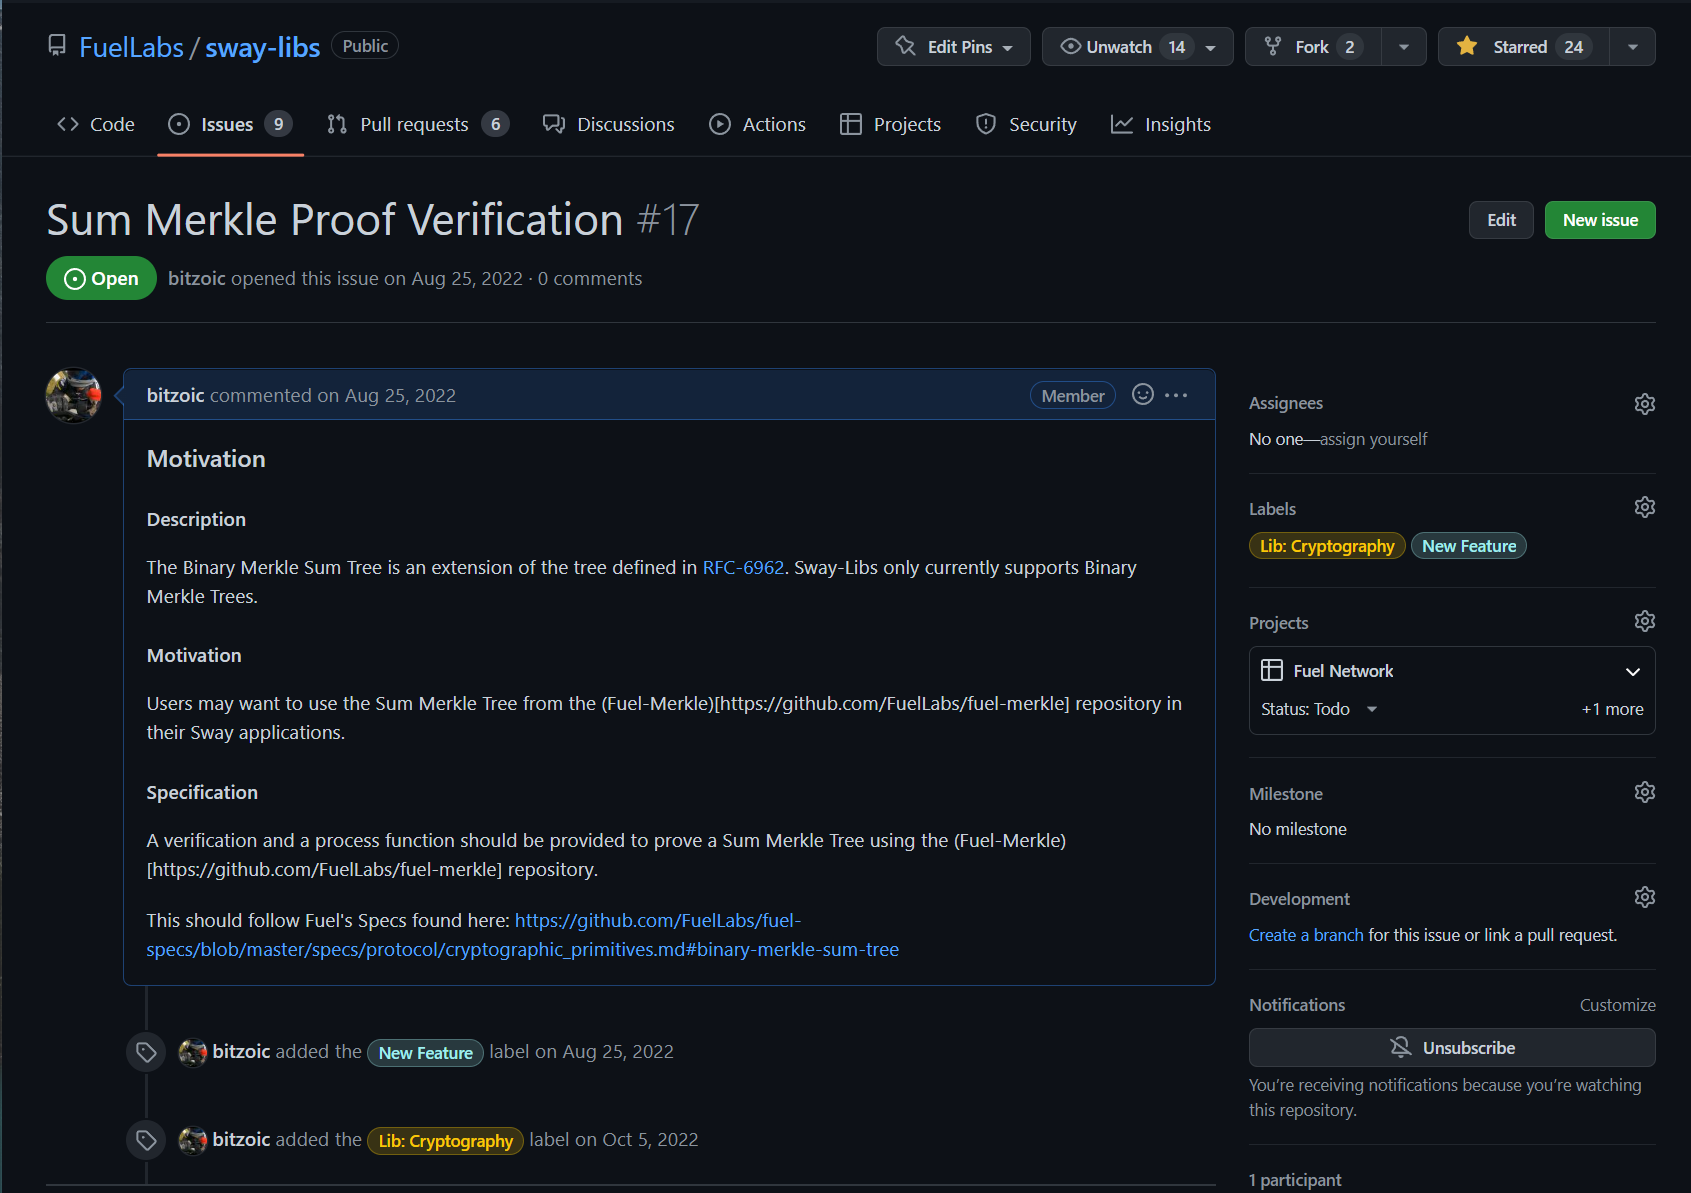 FuelLabs / sway-libs Public
Edit Pins
Unwatch 14
Fork 2
Starred 24
Code
Issues 9
Pull requests 6
Discussions
Actions
Projects
Security
Insights
Sum Merkle Proof Verification #17
Edit
New issue
Open
bitzoic opened this issue on Aug 25, 2022 · 0 comments
bitzoic commented on Aug 25, 2022
Member
Motivation
Description
The Binary Merkle Sum Tree is an extension of the tree defined in RFC-6962. Sway-Libs only currently supports Binary
Merkle Trees.
Motivation
Users may want to use the Sum Merkle Tree from the (Fuel-Merkle)[https://github.com/FuelLabs/fuel-merkle] repository in
their Sway applications.
Specification
A verification and a process function should be provided to prove a Sum Merkle Tree using the (Fuel-Merkle)
[https://github.com/FuelLabs/fuel-merkle] repository.
This should follow Fuel's Specs found here: https://github.com/FuelLabs/fuel-
specs/blob/master/specs/protocol/cryptographic_primitives.md#binary-merkle-sum-tree
bitzoic added the New Feature label on Aug 25, 2022
bitzoic added the Lib: Cryptography label on Oct 5, 2022
Assignees
No one—assign yourself
Labels
Lib: Cryptography New Feature
Projects
Fuel Network
Status: Todo
+1 more
Milestone
No milestone
Development
Create a branch for this issue or link a pull request.
Notifications
Customize
Unsubscribe
You're receiving notifications because you're watching
this repository.
1 participant